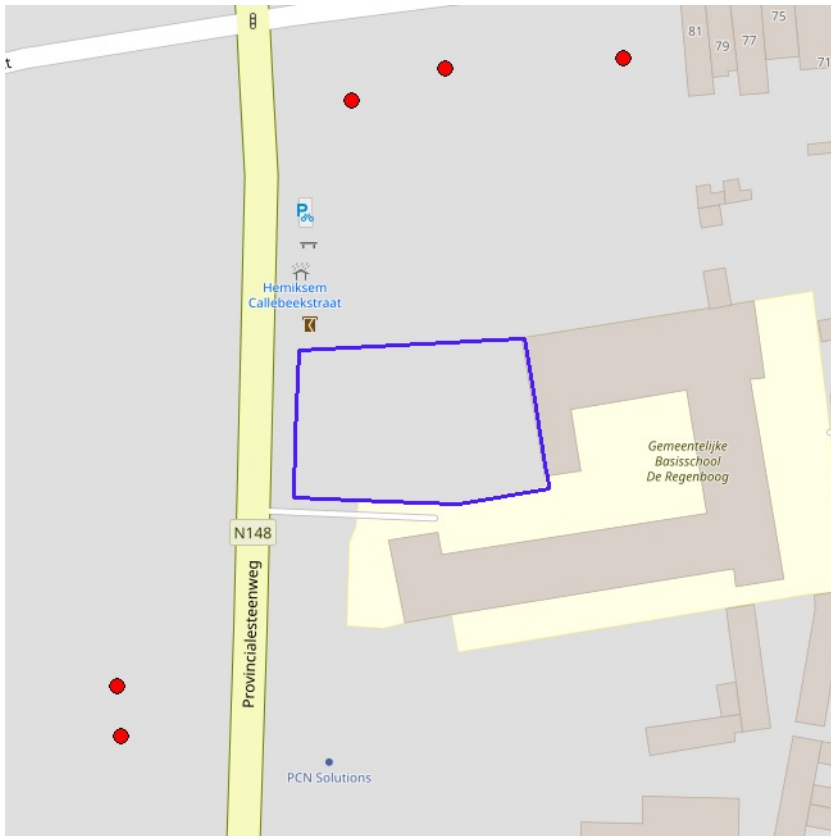 t
81
79
77
75
71
P
Hemiksem
Callebeekstraat
Gemeentelijke
Basisschool
De Regenboog
N148
Provincialesteenweg
PCN Solutions